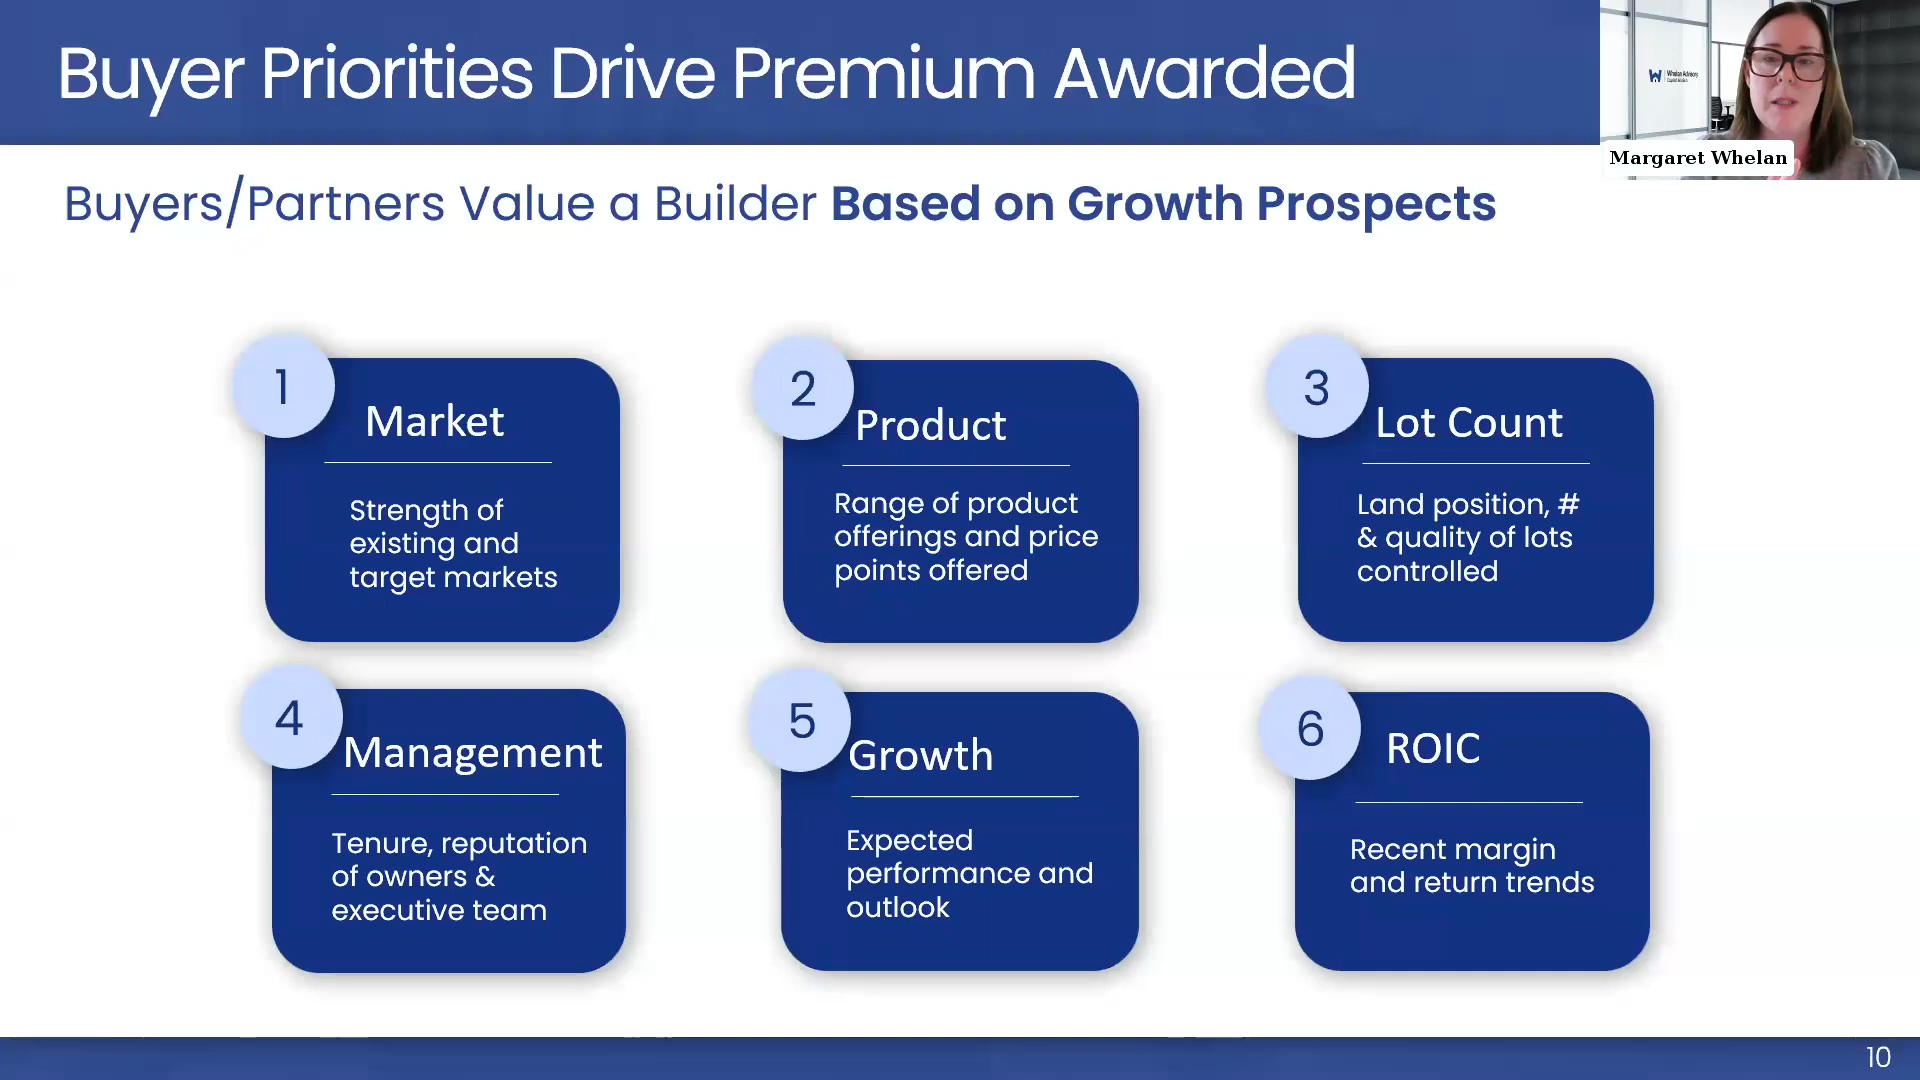 Buyer Priorities Drive Premium Awarded
Whelan Advisory
Margaret Whelan
Buyers/Partners Value a Builder Based on Growth Prospects
1
Market
Strength of
existing and
target markets
2
Product
Range of product
offerings and price
points offered
3
Lot Count
Land position, #
& quality of lots
controlled
4
Management
Tenure, reputation
of owners &
executive team
5
Growth
Expected
performance and
outlook
6
ROIC
Recent margin
and return trends
10